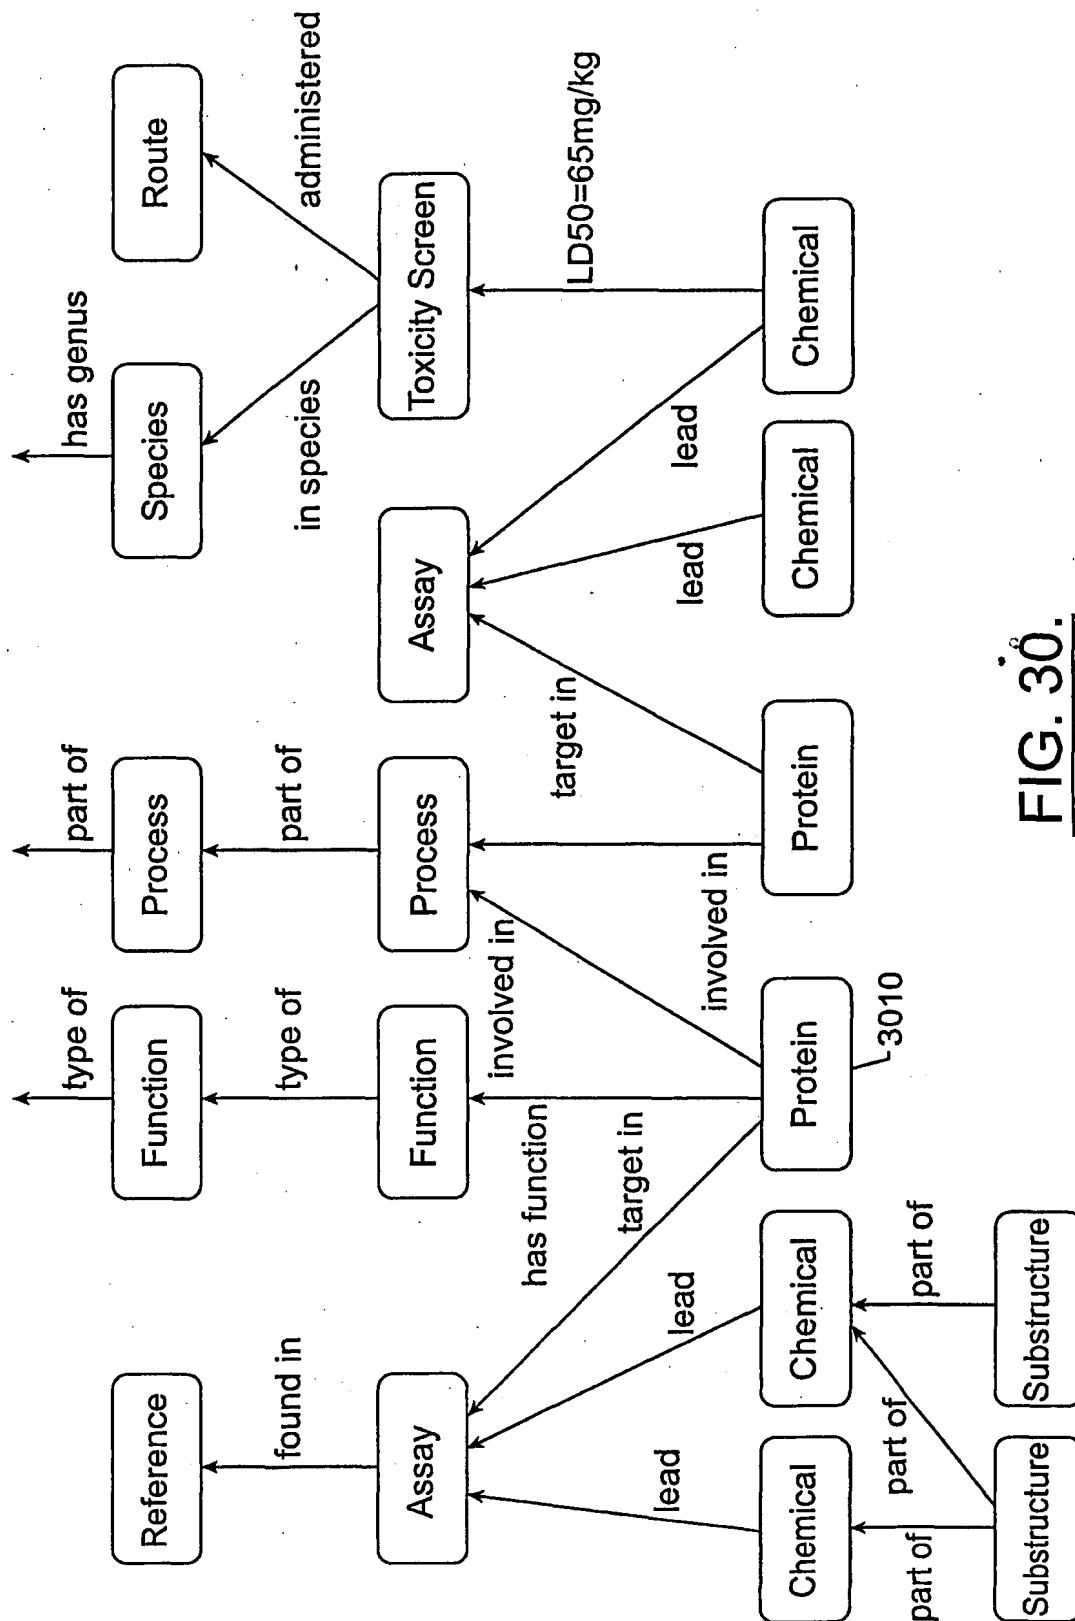 type of
part of
has genus
Reference
Function
Process
Species
Route
found in
type of
part of
in species
administered
Assay
Function
Process
Assay
Toxicity Screen
involved in
has function
target in
LD50=65mg/kg
target in
lead
lead
involved in
lead
lead
Chemical
Chemical
Protein
Protein
Chemical
Chemical
3010
part of
part of
part of
Substructure
Substructure
FIG. 30.